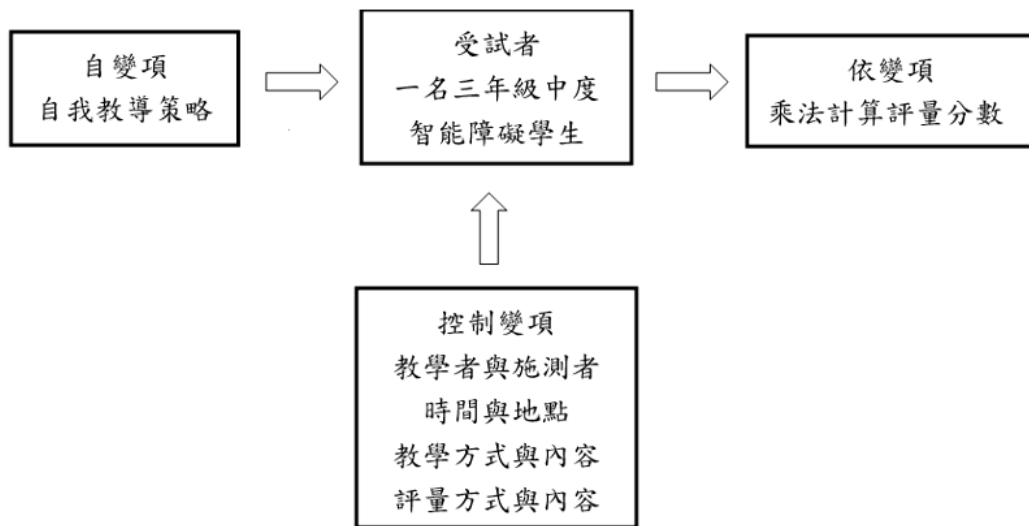 自變項
自我教導策略
受試者
一名三年級中度
智能障礙學生
依變項
乘法計算評量分數
控制變項
教學者與施測者
時間與地點
教學方式與內容
評量方式與內容